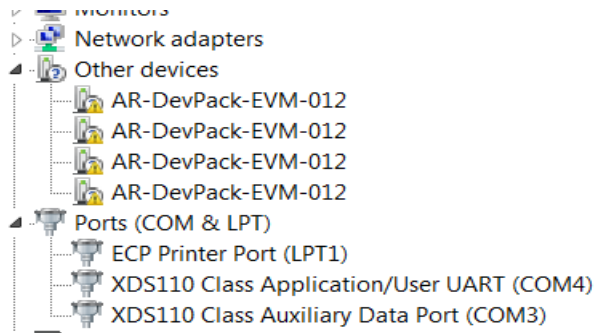 Monitors
Network adapters
Other devices
AR-DevPack-EVM-012
AR-DevPack-EVM-012
AR-DevPack-EVM-012
AR-DevPack-EVM-012
Ports (COM & LPT)
ECP Printer Port (LPT1)
XDS110 Class Application/User UART (COM4)
XDS110 Class Auxiliary Data Port (COM3)